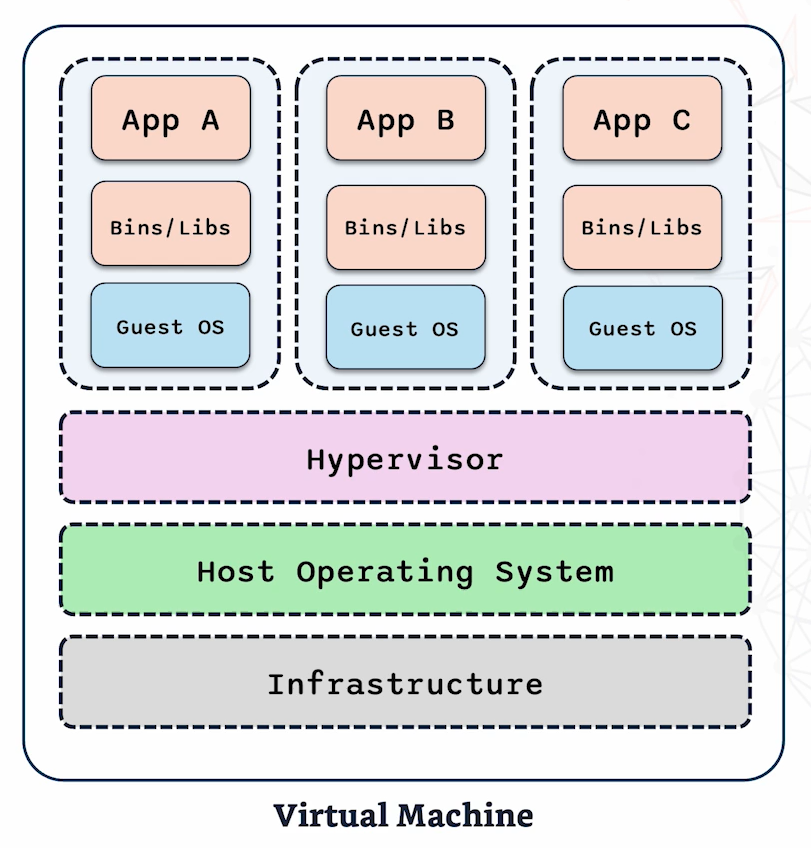 App A
App B
App C
Bins/Libs
Bins/Libs
Bins/Libs
Guest OS
Guest OS
Guest OS
Hypervisor
Host Operating System
Infrastructure
Virtual Machine